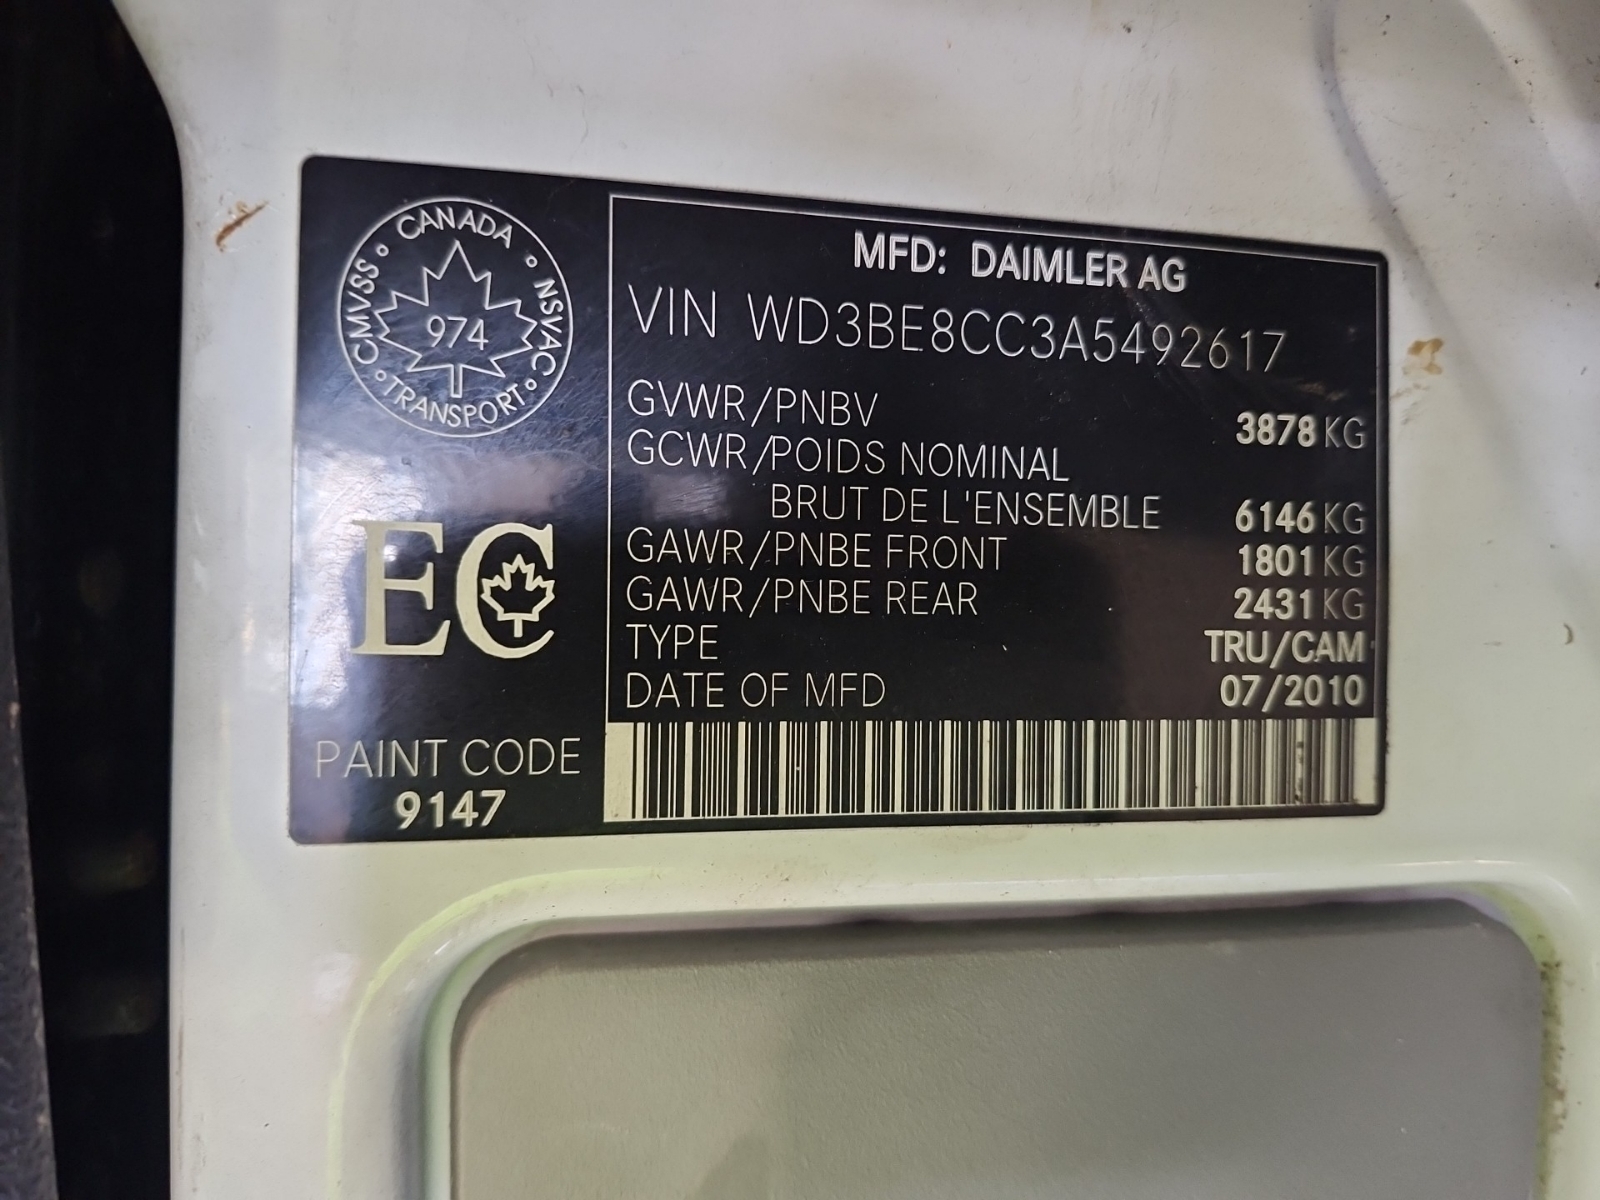 CANADA
CMVSS
NSVAC
974
TRANSPORT
EC
PAINT CODE
9147
MFD: DAIMLER AG
VIN WD3BE8CC3A5492617
GVWR/PNBV 3878 KG
GCWR/POIDS NOMINAL
BRUT DE L'ENSEMBLE 6146 KG
GAWR/PNBE FRONT 1801 KG
GAWR/PNBE REAR 2431 KG
TYPE TRU/CAM
DATE OF MFD 07/2010